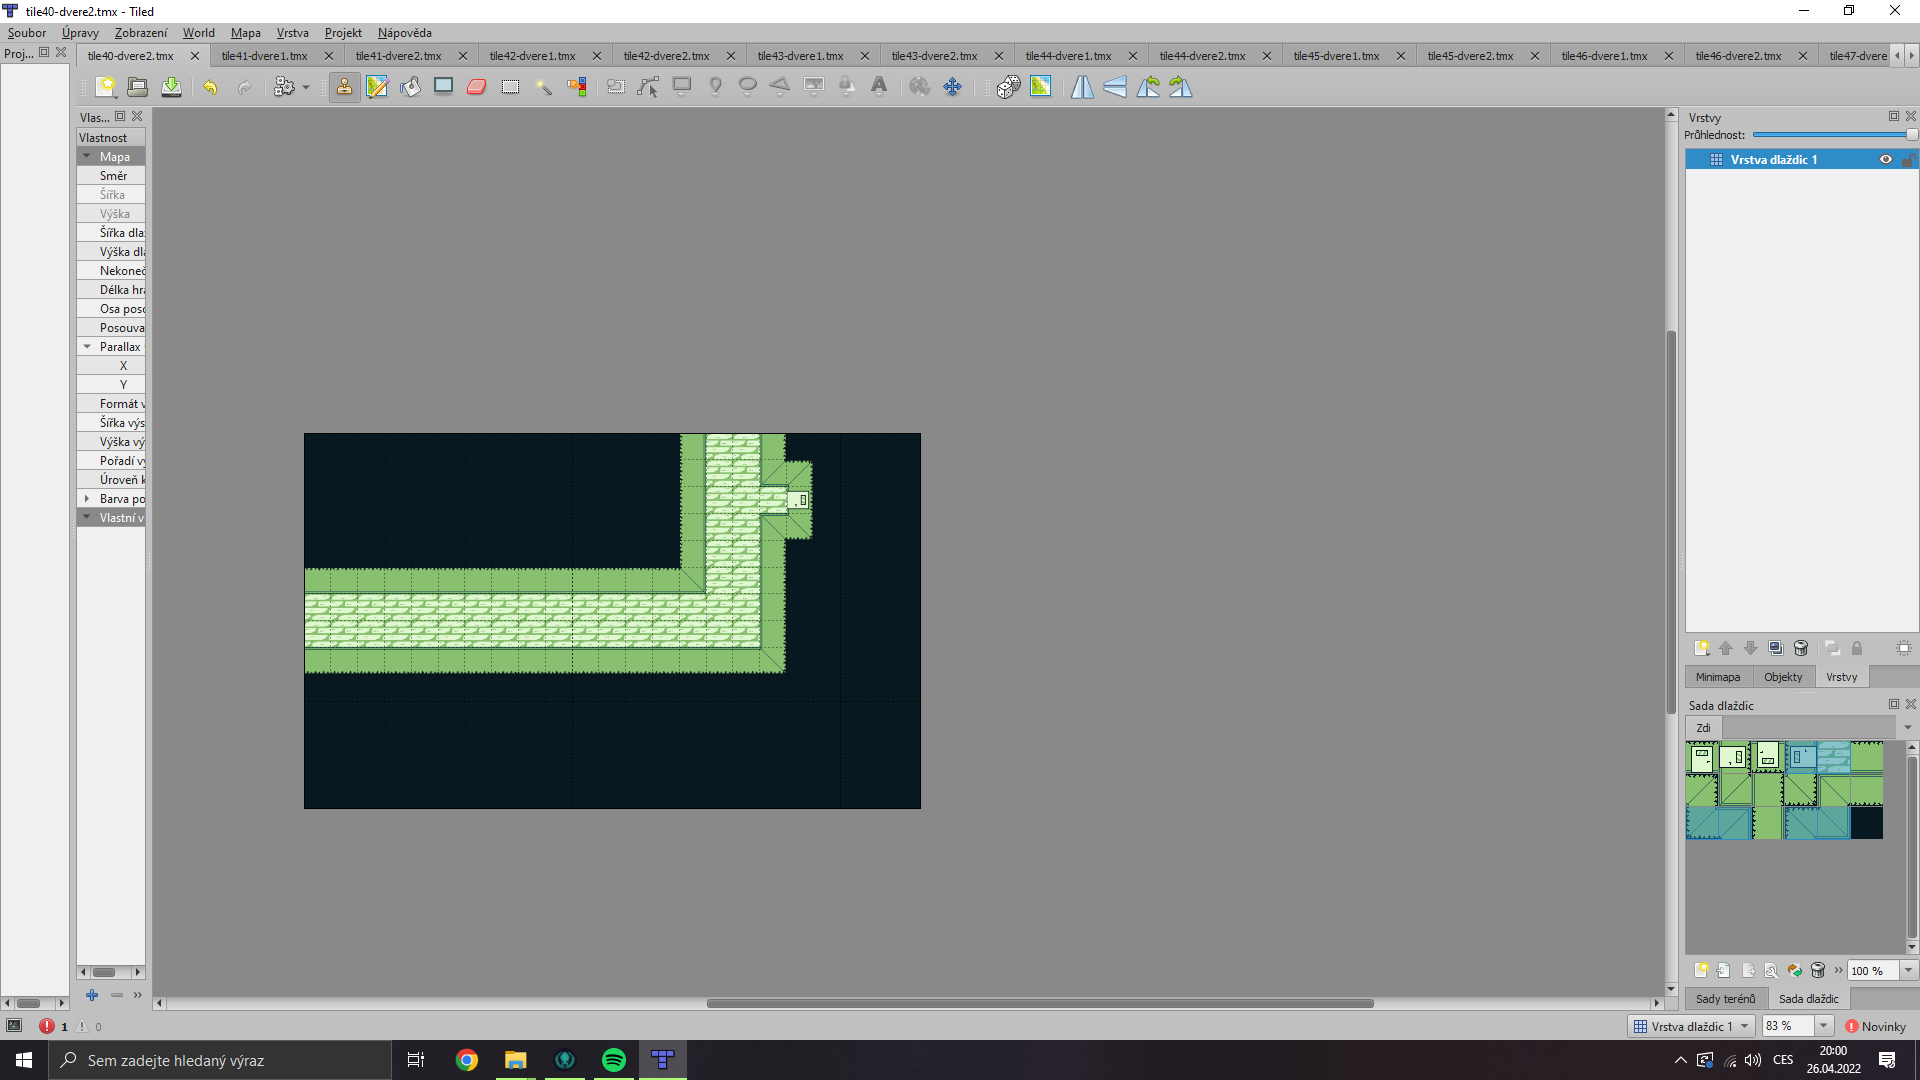 tile40-dvere2.tmx - Tiled
Soubor Úpravy Zobrazení World Mapa Vrstva Projekt Nápověda
Proj...
tile40-dvere2.tmx tile41-dvere1.tmx tile41-dvere2.tmx tile42-dvere1.tmx tile42-dvere2.tmx tile43-dvere1.tmx tile43-dvere2.tmx tile44-dvere1.tmx tile44-dvere2.tmx tile45-dvere1.tmx tile45-dvere2.tmx tile46-dvere1.tmx tile46-dvere2.tmx tile47-dvere
Vlas...
Vlastnost
Mapa
Směr
Šířka
Výška
Šířka dla
Výška dl
Nekoneč
Délka hr
Osa poso
Posouva
Parallax
X
Y
Formát v
Šířka výs
Výška vý
Pořadí vy
Úroveň k
Barva po
Vlastní v
Vrstvy
Průhlednost:
Vrstva dlaždic 1
Minimapa Objekty Vrstvy
Sada dlaždic
Zdi
100 %
Sady terénů Sada dlaždic
1 0
Vrstva dlaždic 1 83 % Novinky
Sem zadejte hledaný výraz
CES
20:00
26.04.2022